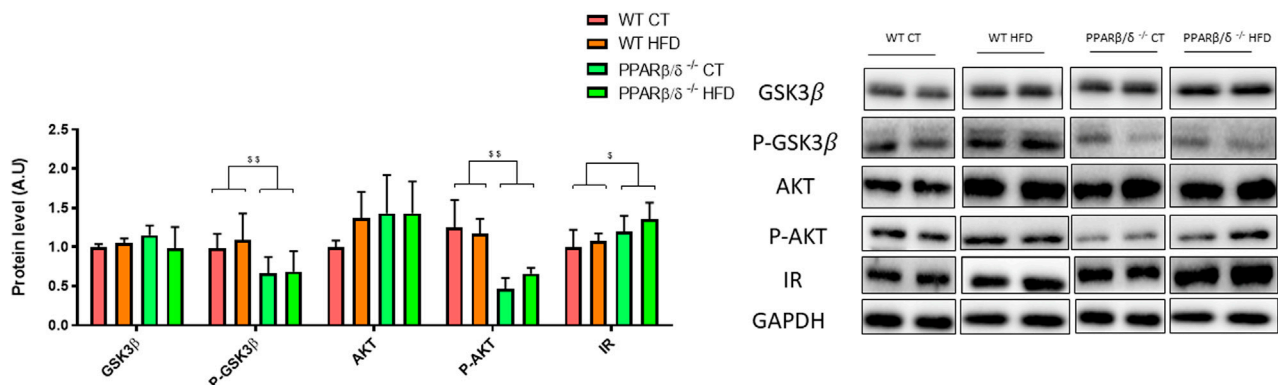 WT CT
WT HFD
PPARβ/δ -/- CT
PPARβ/δ -/- HFD
Protein level (A.U)
2.5
2.0
1.5
1.0
0.5
0.0
$ $
$ $
$
GSK3β
P-GSK3β
AKT
P-AKT
IR
WT CT
WT HFD
PPARβ/δ -/- CT
PPARβ/δ -/- HFD
GSK3β
P-GSK3β
AKT
P-AKT
IR
GAPDH